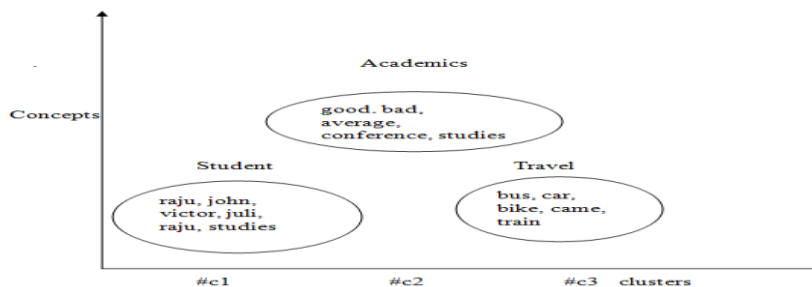 Academics
Concepts
good. bad,
average,
conference, studies
Student
Travel
raju, john,
victor, juli,
raju, studies
bus, car,
bike, came,
train
#c1 #c2 #c3 clusters